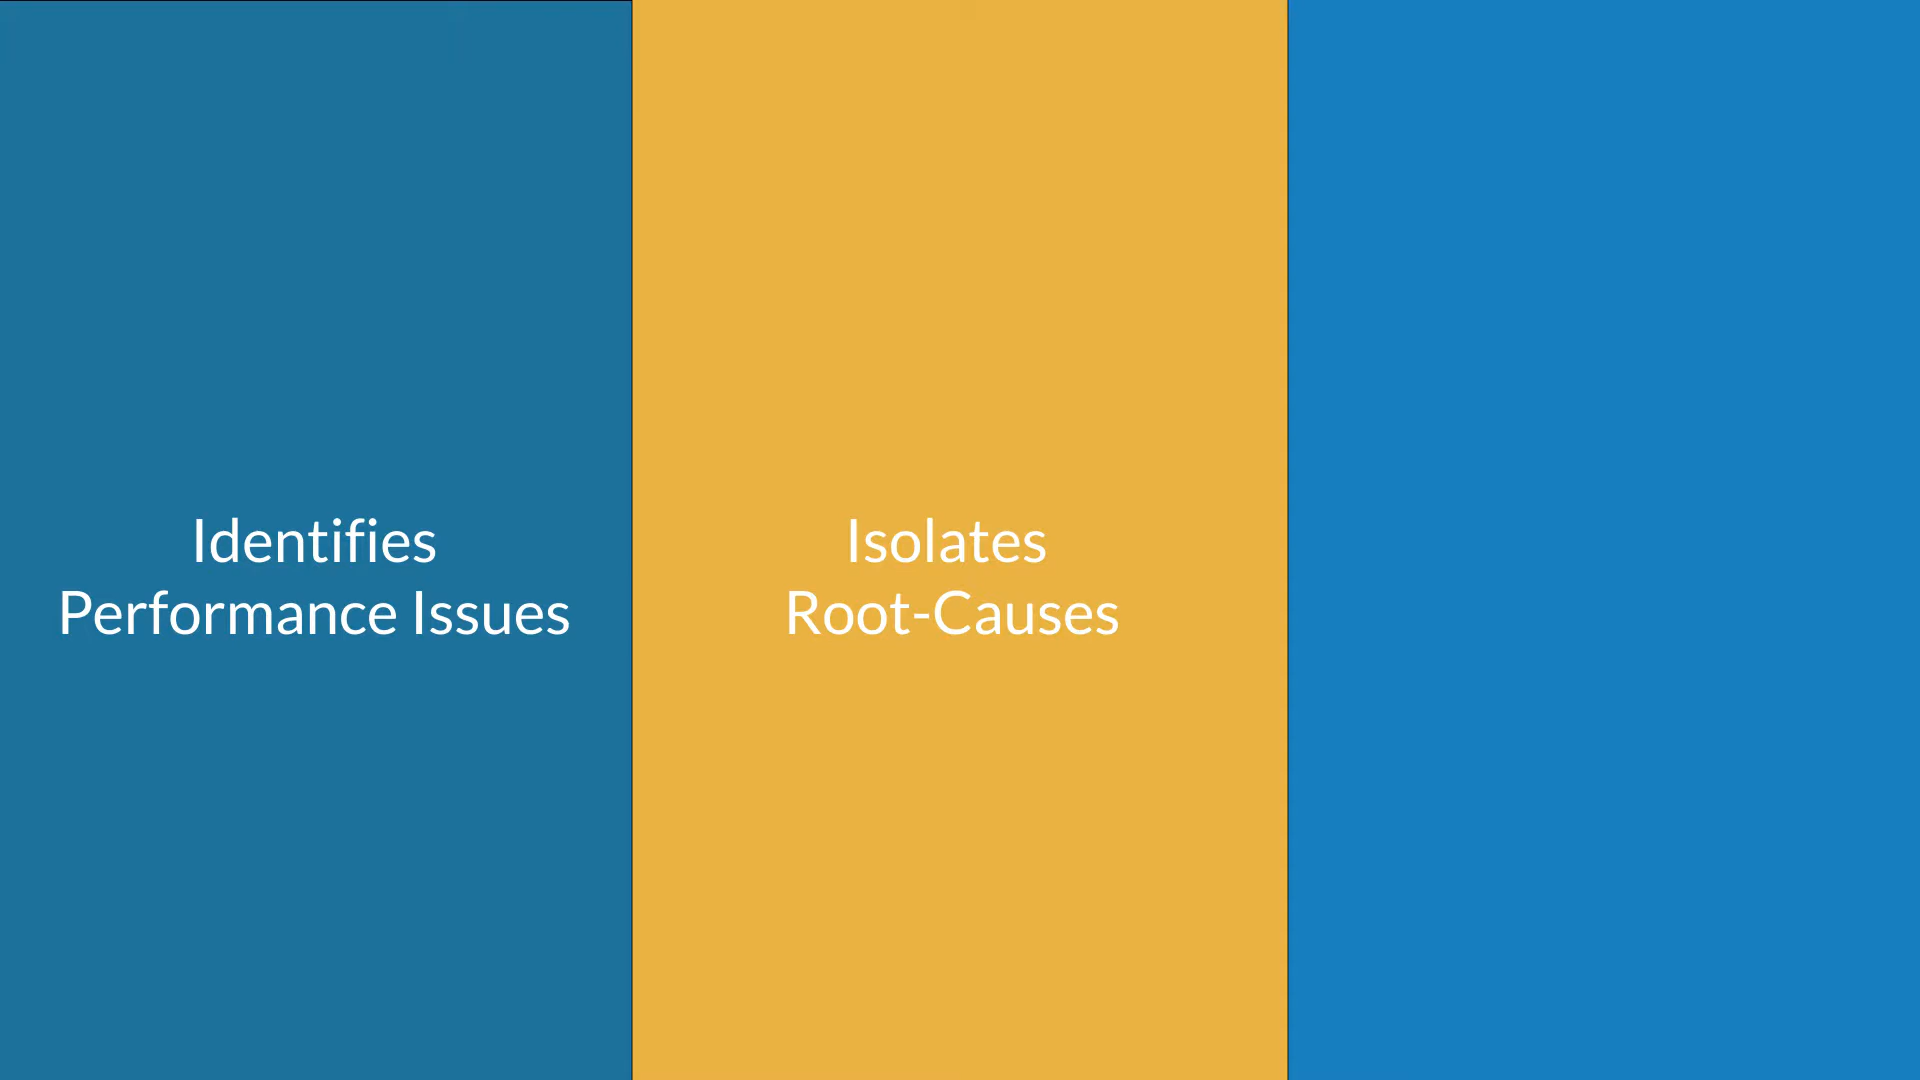 Identifies
Performance Issues
Isolates
Root-Causes